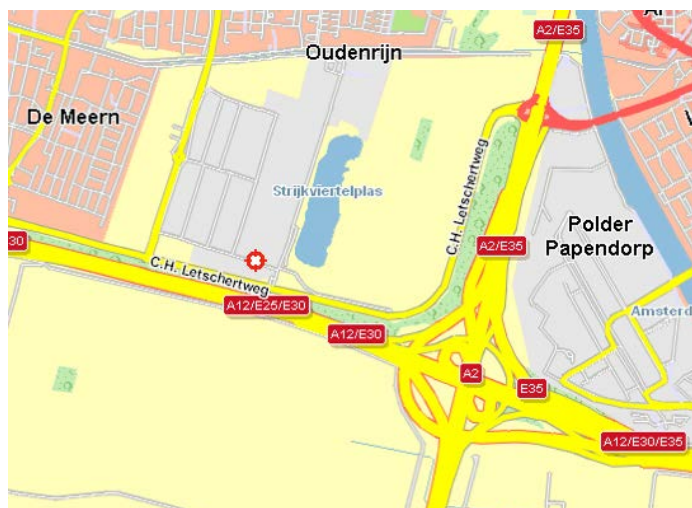 A2/E35
Oudenrijn
De Meern
C.H. Letschertweg
Strijkviertelplas
Polder
Papendorp
A2/E35
30
C.H. Letschertweg
A12/E25/E30
A12/E30
Amsterd
A2
E35
A12/E30/E35